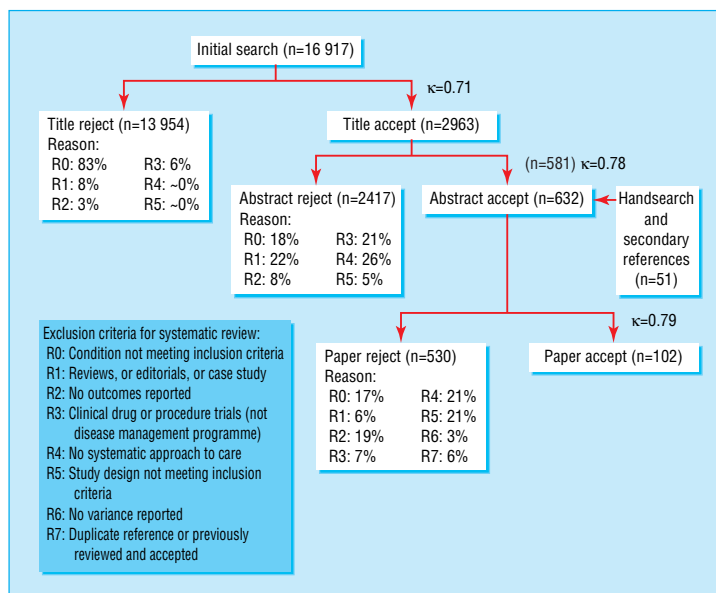 Initial search (n=16 917)
κ=0.71
Title reject (n=13 954)
Reason:
R0: 83% R3: 6%
R1: 8% R4: ~0%
R2: 3% R5: ~0%
Title accept (n=2963)
(n=581) κ=0.78
Abstract reject (n=2417)
Reason:
R0: 18% R3: 21%
R1: 22% R4: 26%
R2: 8% R5: 5%
Abstract accept (n=632)
Handsearch
and
secondary
references
(n=51)
κ=0.79
Paper reject (n=530)
Reason:
R0: 17% R4: 21%
R1: 6% R5: 21%
R2: 19% R6: 3%
R3: 7% R7: 6%
Paper accept (n=102)
Exclusion criteria for systematic review:
R0: Condition not meeting inclusion criteria
R1: Reviews, or editorials, or case study
R2: No outcomes reported
R3: Clinical drug or procedure trials (not
disease management programme)
R4: No systematic approach to care
R5: Study design not meeting inclusion
criteria
R6: No variance reported
R7: Duplicate reference or previously
reviewed and accepted